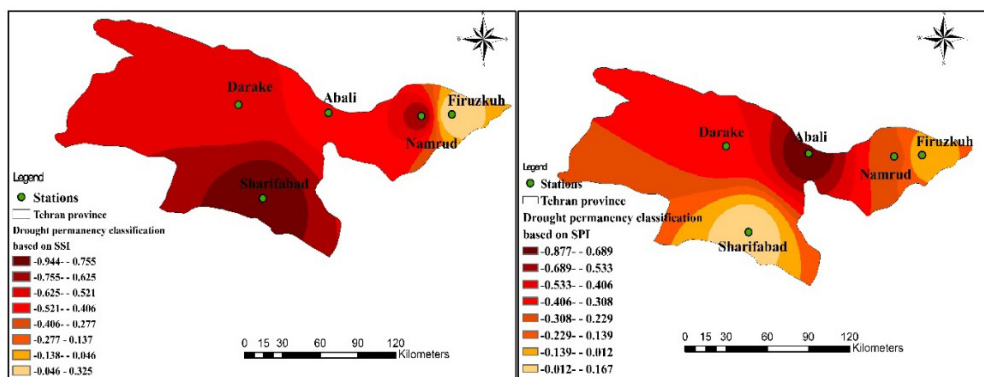 Darake
Abali
Firuzkuh
Namrud
Sharifabad
Legend
Stations
Tehran province
Drought permanency classification
based on SSI
-0.944 - - 0.755
-0.755- - 0.625
-0.625- - 0.521
-0.521- - 0.406
-0.406- - 0.277
-0.277 - 0.137
-0.138- - 0.046
-0.046 - 0.325
0 15 30 60 90 120
Kilometers
Darake
Abali
Firuzkuh
Namrud
Sharifabad
Legend
Stations
Tehran province
Drought permanency classification
based on SPI
-0.877- - 0.689
-0.689- - 0.533
-0.533- - 0.406
-0.406- - 0.308
-0.308- - 0.229
-0.229- - 0.139
-0.139- - 0.012
-0.012- - 0.167
0 15 30 60 90 120
Kilometers